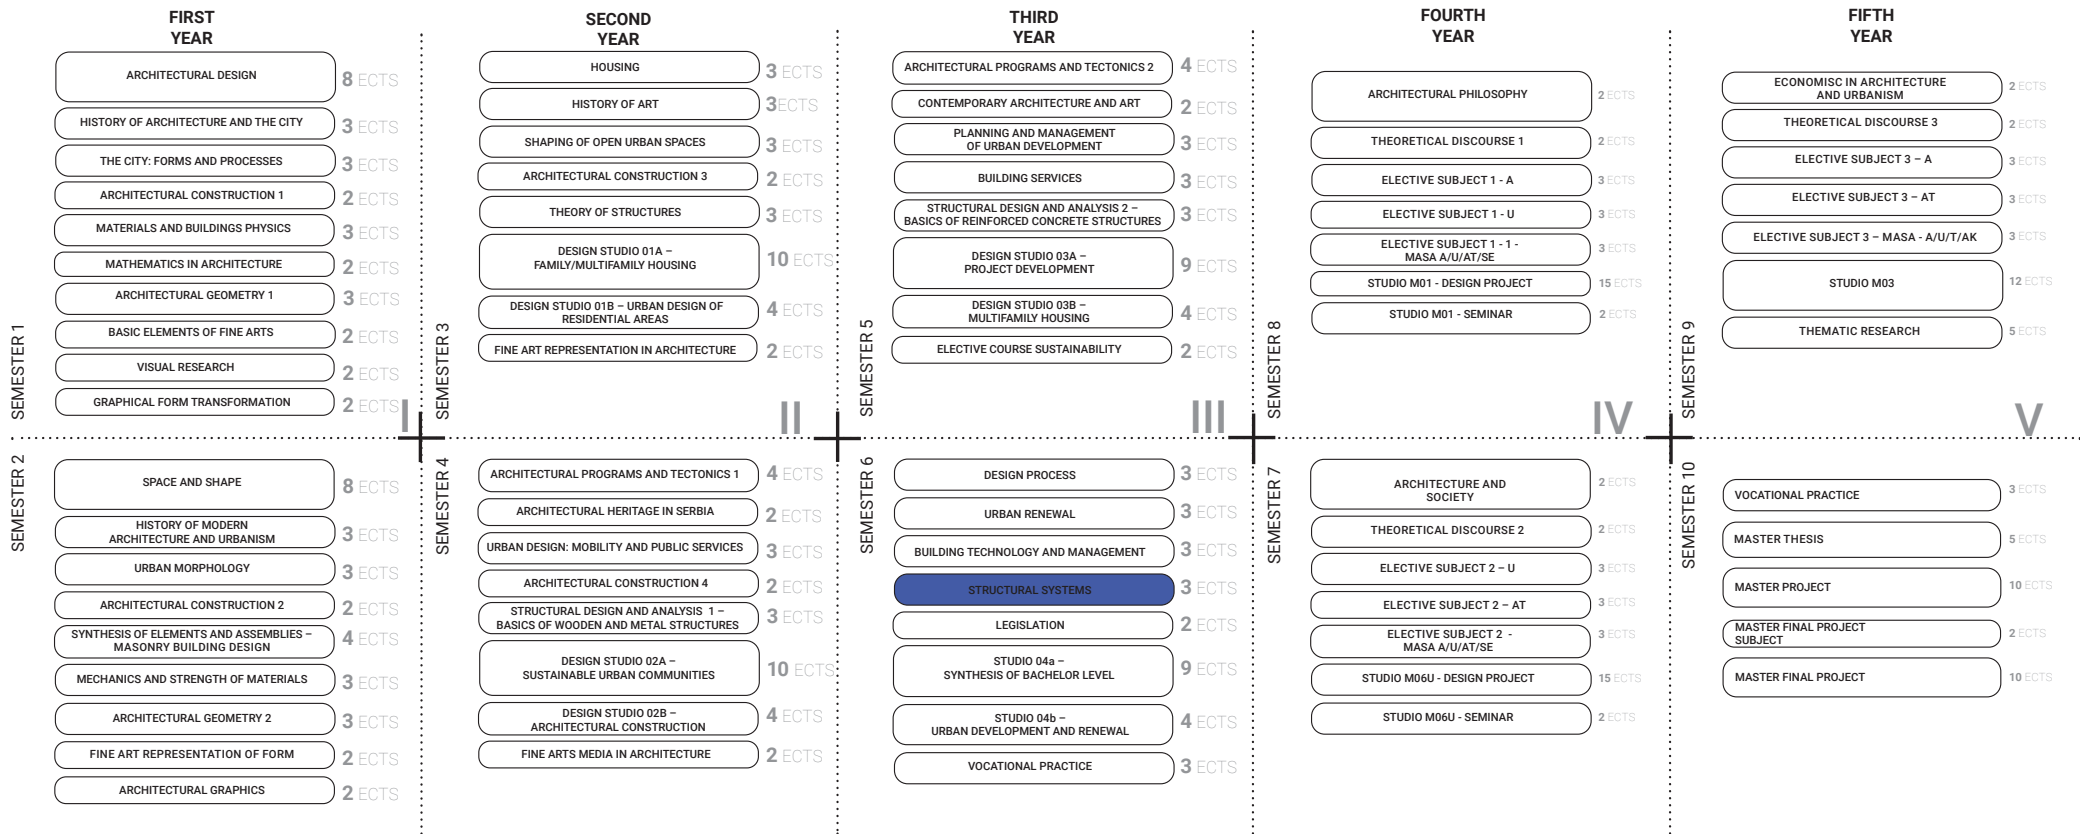 FIRST
YEAR
SEMESTER 1
ARCHITECTURAL DESIGN
8 ECTS
HISTORY OF ARCHITECTURE AND THE CITY
3 ECTS
THE CITY: FORMS AND PROCESSES
3 ECTS
ARCHITECTURAL CONSTRUCTION 1
2 ECTS
MATERIALS AND BUILDINGS PHYSICS
3 ECTS
MATHEMATICS IN ARCHITECTURE
2 ECTS
ARCHITECTURAL GEOMETRY 1
3 ECTS
BASIC ELEMENTS OF FINE ARTS
2 ECTS
VISUAL RESEARCH
2 ECTS
GRAPHICAL FORM TRANSFORMATION
2 ECTS
I
SEMESTER 2
SPACE AND SHAPE
8 ECTS
HISTORY OF MODERN
ARCHITECTURE AND URBANISM
3 ECTS
URBAN MORPHOLOGY
3 ECTS
ARCHITECTURAL CONSTRUCTION 2
2 ECTS
SYNTHESIS OF ELEMENTS AND ASSEMBLIES –
MASONRY BUILDING DESIGN
4 ECTS
MECHANICS AND STRENGTH OF MATERIALS
3 ECTS
ARCHITECTURAL GEOMETRY 2
3 ECTS
FINE ART REPRESENTATION OF FORM
2 ECTS
ARCHITECTURAL GRAPHICS
2 ECTS
SECOND
YEAR
SEMESTER 3
HOUSING
3 ECTS
HISTORY OF ART
3ECTS
SHAPING OF OPEN URBAN SPACES
3 ECTS
ARCHITECTURAL CONSTRUCTION 3
2 ECTS
THEORY OF STRUCTURES
3 ECTS
DESIGN STUDIO 01A –
FAMILY/MULTIFAMILY HOUSING
10 ECTS
DESIGN STUDIO 01B – URBAN DESIGN OF
RESIDENTIAL AREAS
4 ECTS
FINE ART REPRESENTATION IN ARCHITECTURE
2 ECTS
II
SEMESTER 4
ARCHITECTURAL PROGRAMS AND TECTONICS 1
4 ECTS
ARCHITECTURAL HERITAGE IN SERBIA
2 ECTS
URBAN DESIGN: MOBILITY AND PUBLIC SERVICES
3 ECTS
ARCHITECTURAL CONSTRUCTION 4
2 ECTS
STRUCTURAL DESIGN AND ANALYSIS 1 –
BASICS OF WOODEN AND METAL STRUCTURES
3 ECTS
DESIGN STUDIO 02A –
SUSTAINABLE URBAN COMMUNITIES
10 ECTS
DESIGN STUDIO 02B –
ARCHITECTURAL CONSTRUCTION
4 ECTS
FINE ARTS MEDIA IN ARCHITECTURE
2 ECTS
THIRD
YEAR
SEMESTER 5
ARCHITECTURAL PROGRAMS AND TECTONICS 2
4 ECTS
CONTEMPORARY ARCHITECTURE AND ART
2 ECTS
PLANNING AND MANAGEMENT
OF URBAN DEVELOPMENT
3 ECTS
BUILDING SERVICES
3 ECTS
STRUCTURAL DESIGN AND ANALYSIS 2 –
BASICS OF REINFORCED CONCRETE STRUCTURES
3 ECTS
DESIGN STUDIO 03A –
PROJECT DEVELOPMENT
9 ECTS
DESIGN STUDIO 03B –
MULTIFAMILY HOUSING
4 ECTS
ELECTIVE COURSE SUSTAINABILITY
2 ECTS
III
SEMESTER 6
DESIGN PROCESS
3 ECTS
URBAN RENEWAL
3 ECTS
BUILDING TECHNOLOGY AND MANAGEMENT
3 ECTS
STRUCTURAL SYSTEMS
3 ECTS
LEGISLATION
2 ECTS
STUDIO 04a –
SYNTHESIS OF BACHELOR LEVEL
9 ECTS
STUDIO 04b –
URBAN DEVELOPMENT AND RENEWAL
4 ECTS
VOCATIONAL PRACTICE
3 ECTS
FOURTH
YEAR
SEMESTER 8
ARCHITECTURAL PHILOSOPHY
2 ECTS
THEORETICAL DISCOURSE 1
2 ECTS
ELECTIVE SUBJECT 1 - A
3 ECTS
ELECTIVE SUBJECT 1 - U
3 ECTS
ELECTIVE SUBJECT 1 - 1 -
MASA A/U/AT/SE
3 ECTS
STUDIO M01 - DESIGN PROJECT
15 ECTS
STUDIO M01 - SEMINAR
2 ECTS
IV
SEMESTER 7
ARCHITECTURE AND
SOCIETY
2 ECTS
THEORETICAL DISCOURSE 2
2 ECTS
ELECTIVE SUBJECT 2 – U
3 ECTS
ELECTIVE SUBJECT 2 – AT
3 ECTS
ELECTIVE SUBJECT 2 -
MASA A/U/AT/SE
3 ECTS
STUDIO M06U - DESIGN PROJECT
15 ECTS
STUDIO M06U - SEMINAR
2 ECTS
FIFTH
YEAR
SEMESTER 9
ECONOMISC IN ARCHITECTURE
AND URBANISM
2 ECTS
THEORETICAL DISCOURSE 3
2 ECTS
ELECTIVE SUBJECT 3 – A
3 ECTS
ELECTIVE SUBJECT 3 – AT
3 ECTS
ELECTIVE SUBJECT 3 – MASA - A/U/T/AK
3 ECTS
STUDIO M03
12 ECTS
THEMATIC RESEARCH
5 ECTS
V
SEMESTER 10
VOCATIONAL PRACTICE
3 ECTS
MASTER THESIS
5 ECTS
MASTER PROJECT
10 ECTS
MASTER FINAL PROJECT
SUBJECT
2 ECTS
MASTER FINAL PROJECT
10 ECTS